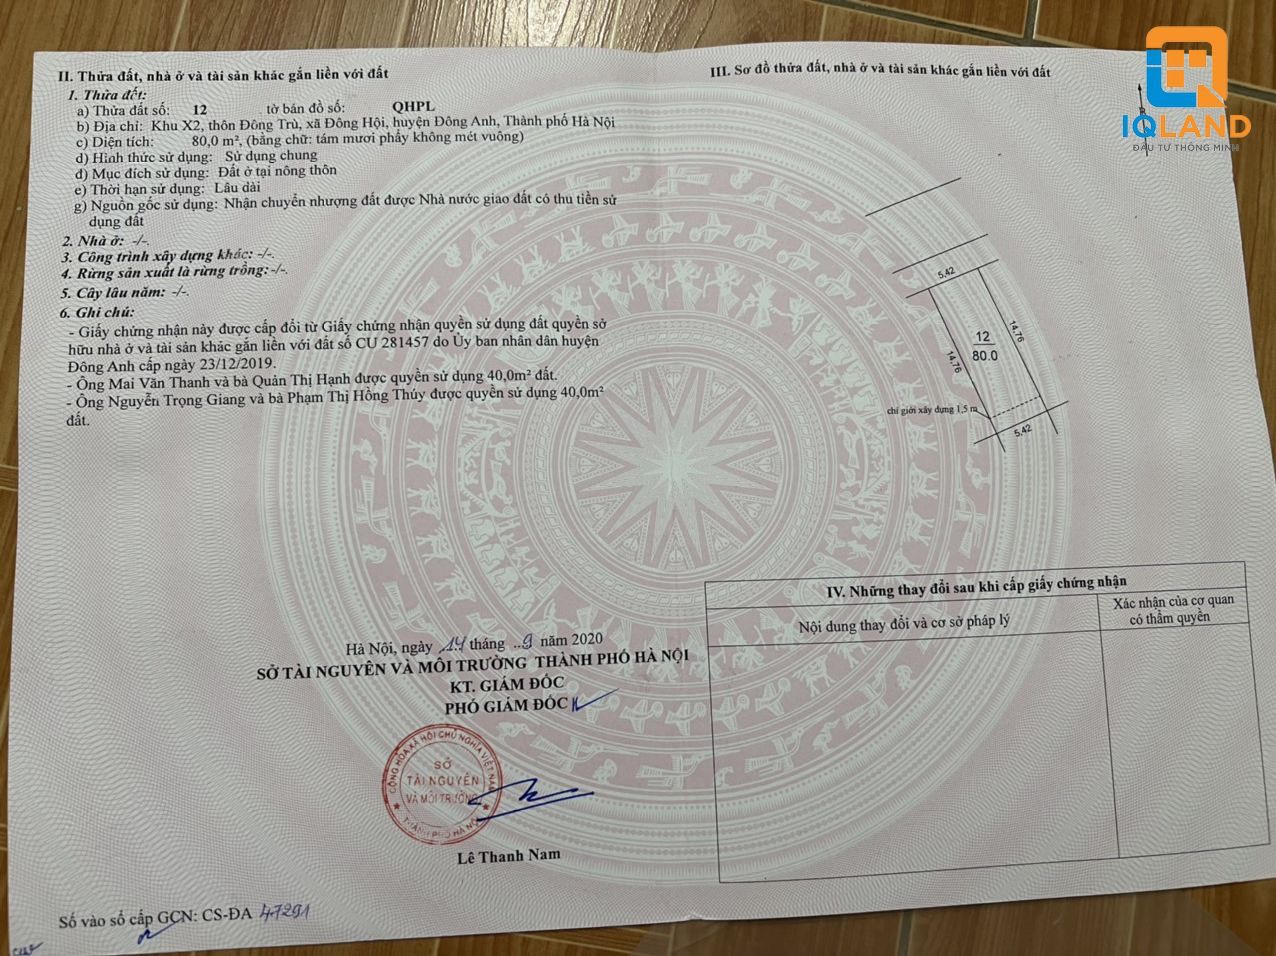 II. Thửa đất, nhà ở và tài sản khác gắn liền với đất
1. Thửa đất:
a) Thửa đất số: 12 tờ bản đồ số: QHPL
b) Địa chỉ: Khu X2, thôn Đông Trù, xã Đông Hội, huyện Đông Anh, Thành phố Hà Nội
c) Diện tích: 80,0 m², (bằng chữ: tám mươi phẩy không mét vuông)
d) Hình thức sử dụng: Sử dụng chung
đ) Mục đích sử dụng: Đất ở tại nông thôn
e) Thời hạn sử dụng: Lâu dài
g) Nguồn gốc sử dụng: Nhận chuyển nhượng đất được Nhà nước giao đất có thu tiền sử
dụng đất
2. Nhà ở: -/-.
3. Công trình xây dựng khác: -/-.
4. Rừng sản xuất là rừng trồng: -/-.
5. Cây lâu năm: -/-.
6. Ghi chú:
- Giấy chứng nhận này được cấp đổi từ Giấy chứng nhận quyền sử dụng đất quyền sở
hữu nhà ở và tài sản khác gắn liền với đất số CU 281457 do Ủy ban nhân dân huyện
Đông Anh cấp ngày 23/12/2019.
- Ông Mai Văn Thanh và bà Quản Thị Hạnh được quyền sử dụng 40,0m² đất.
- Ông Nguyễn Trọng Giang và bà Phạm Thị Hồng Thúy được quyền sử dụng 40,0m²
đất.
Hà Nội, ngày 14 tháng 9 năm 2020
SỞ TÀI NGUYÊN VÀ MÔI TRƯỜNG THÀNH PHỐ HÀ NỘI
KT. GIÁM ĐỐC
PHÓ GIÁM ĐỐC
CỘNG HÒA XÃ HỘI CHỦ NGHĨA VIỆT NAM
SỞ
TÀI NGUYÊN
VÀ MÔI TRƯỜNG
THÀNH PHỐ HÀ NỘI
Lê Thanh Nam
Số vào sổ cấp GCN: CS-ĐA 47291
III. Sơ đồ thửa đất, nhà ở và tài sản khác gắn liền với đất
IQLAND
ĐẦU TƯ THÔNG MINH
5,42
12
80.0
14,76
14,76
chỉ giới xây dựng 1,5 m
5,42
IV. Những thay đổi sau khi cấp giấy chứng nhận
Nội dung thay đổi và cơ sở pháp lý
Xác nhận của cơ quan
có thẩm quyền